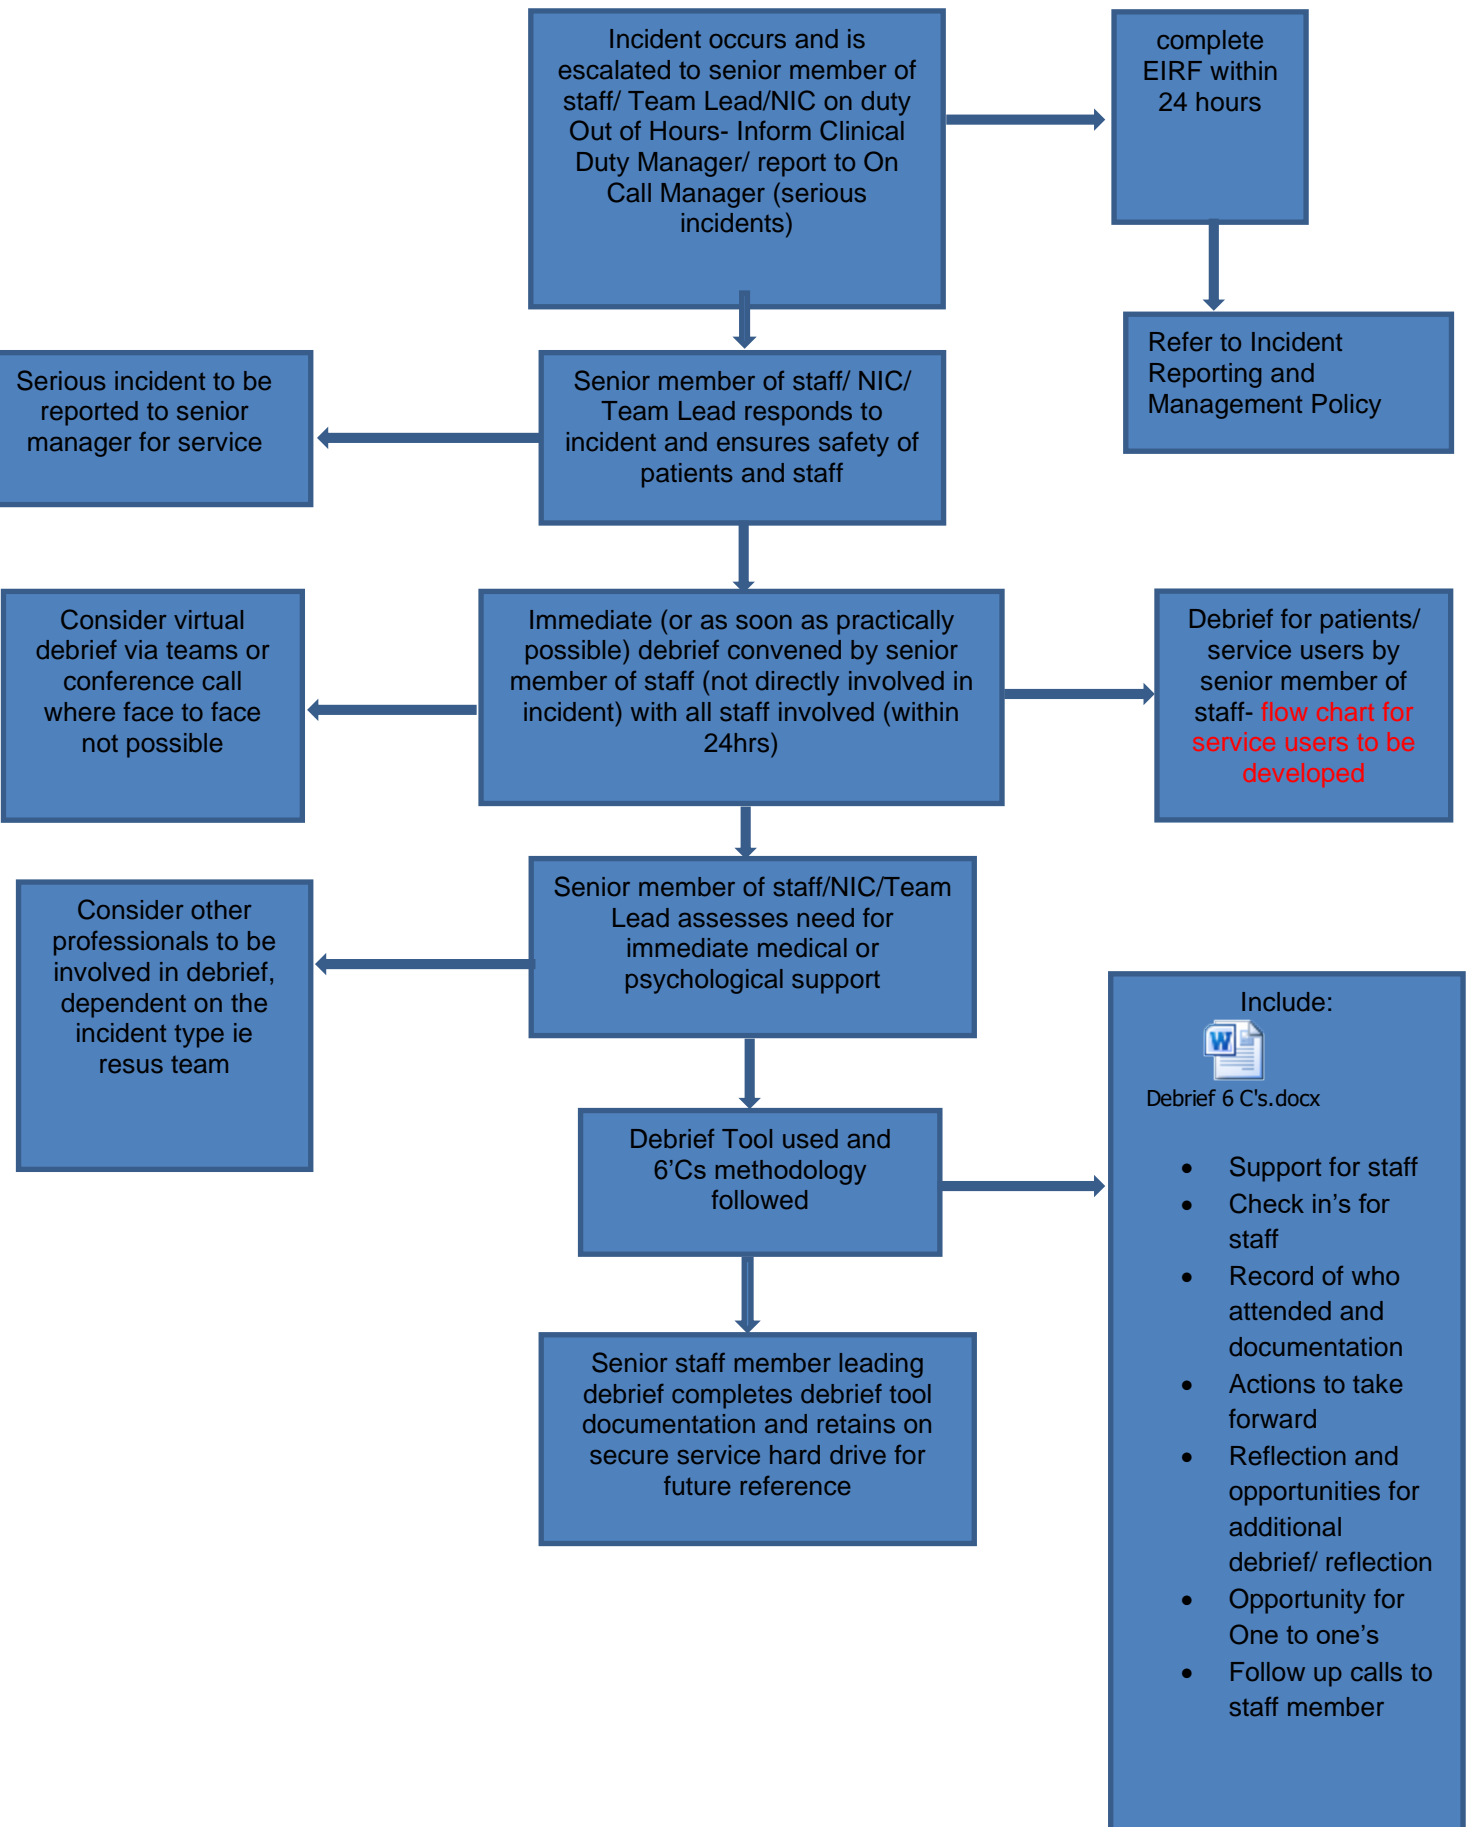 Incident occurs and is
escalated to senior member of
staff/ Team Lead/NIC on duty
Out of Hours- Inform Clinical
Duty Manager/ report to On
Call Manager (serious
incidents)
complete
EIRF within
24 hours
Refer to Incident
Reporting and
Management Policy
Serious incident to be
reported to senior
manager for service
Senior member of staff/ NIC/
Team Lead responds to
incident and ensures safety of
patients and staff
Consider virtual
debrief via teams or
conference call
where face to face
not possible
Immediate (or as soon as practically
possible) debrief convened by senior
member of staff (not directly involved in
incident) with all staff involved (within
24hrs)
Debrief for patients/
service users by
senior member of
staff- flow chart for
service users to be
developed
Consider other
professionals to be
involved in debrief,
dependent on the
incident type ie
resus team
Senior member of staff/NIC/Team
Lead assesses need for
immediate medical or
psychological support
Debrief Tool used and
6’Cs methodology
followed
Include:
W
Debrief 6 C's.docx
• Support for staff
• Check in’s for
staff
• Record of who
attended and
documentation
• Actions to take
forward
• Reflection and
opportunities for
additional
debrief/ reflection
• Opportunity for
One to one’s
• Follow up calls to
staff member
Senior staff member leading
debrief completes debrief tool
documentation and retains on
secure service hard drive for
future reference